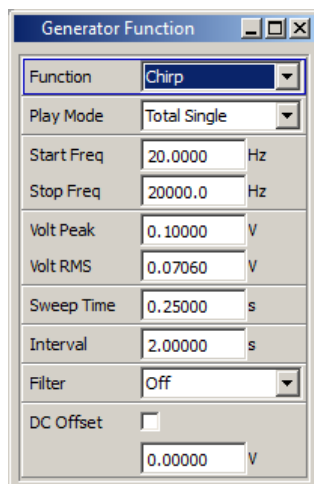 Generator Function
Function Chirp
Play Mode Total Single
Start Freq 20.0000 Hz
Stop Freq 20000.0 Hz
Volt Peak 0.10000 V
Volt RMS 0.07060 V
Sweep Time 0.25000 s
Interval 2.00000 s
Filter Off
DC Offset
0.00000 V